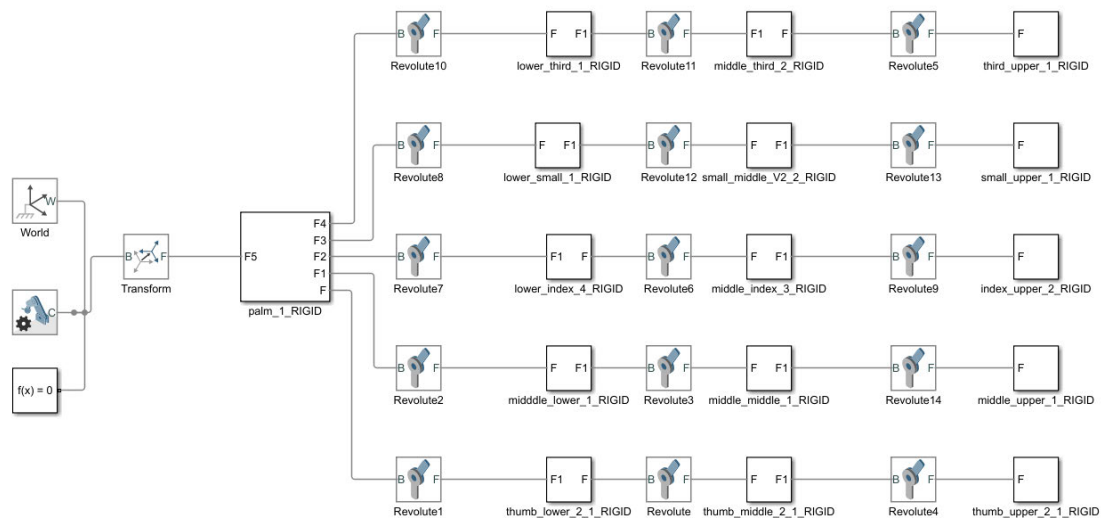 B F F F1 B F F1 F B F F
Revolute10 lower_third_1_RIGID Revolute11 middle_third_2_RIGID Revolute5 third_upper_1_RIGID
B F F F1 B F F F1 B F F
Revolute8 lower_small_1_RIGID Revolute12 small_middle_V2_2_RIGID Revolute13 small_upper_1_RIGID
W
World
F4
F3
B F F5 F2 B F F1 F B F F F1 B F F
F1
Transform Revolute7 lower_index_4_RIGID Revolute6 middle_index_3_RIGID Revolute9 index_upper_2_RIGID
F
palm_1_RIGID
C
B F F1 F B F F F1 B F F
f(x) = 0
Revolute2 midddle_lower_1_RIGID Revolute3 middle_middle_1_RIGID Revolute14 middle_upper_1_RIGID
B F F1 F B F F F1 B F F
Revolute1 thumb_lower_2_1_RIGID Revolute thumb_middle_2_1_RIGID Revolute4 thumb_upper_2_1_RIGID